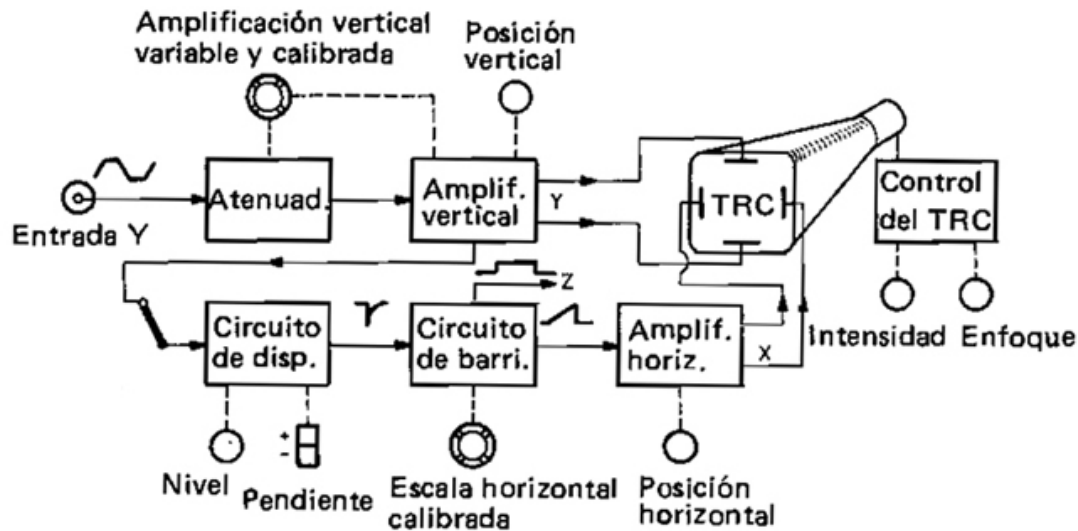 Amplificación vertical
variable y calibrada
Posición
vertical
Entrada Y
Atenuad.
Amplif.
vertical
Y
TRC
Control
del TRC
Intensidad
Enfoque
Circuito
de disp.
Circuito
de barri.
Z
Amplif.
horiz.
X
Nivel
+
-
Pendiente
Escala horizontal
calibrada
Posición
horizontal